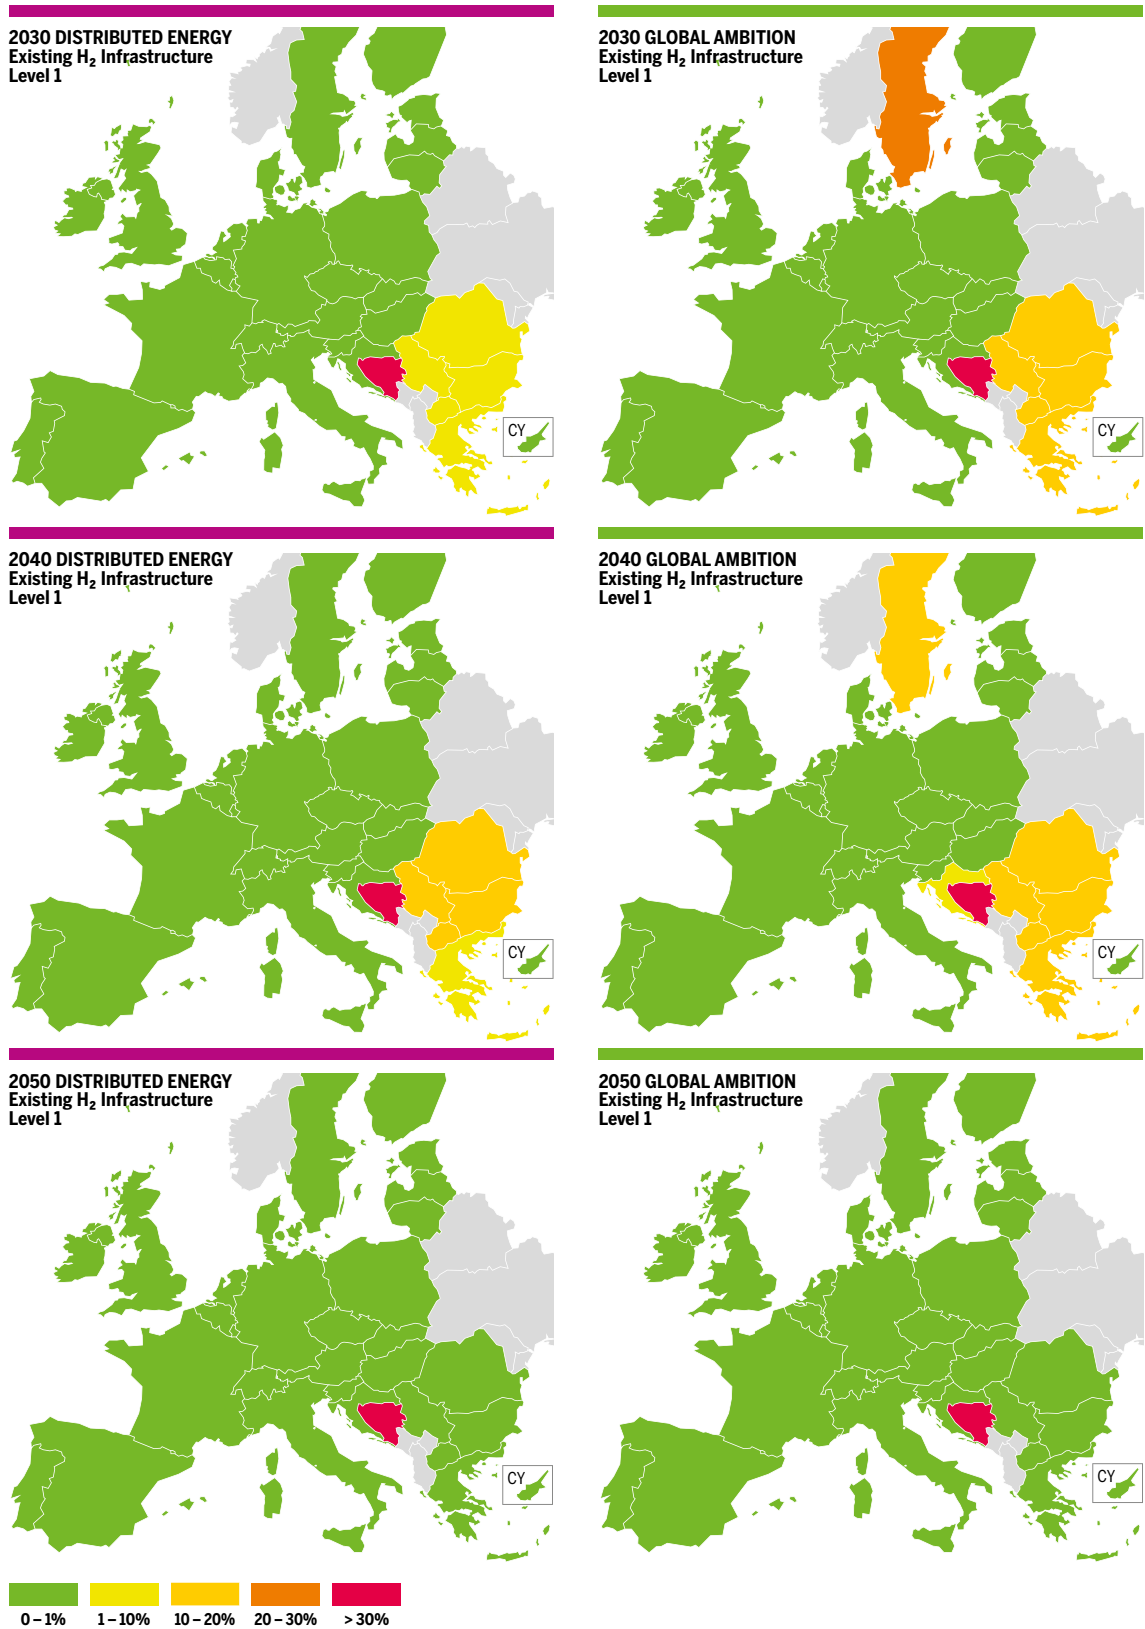 2030 DISTRIBUTED ENERGY
Existing H₂ Infrastructure
Level 1
CY
2030 GLOBAL AMBITION
Existing H₂ Infrastructure
Level 1
CY
2040 DISTRIBUTED ENERGY
Existing H₂ Infrastructure
Level 1
CY
2040 GLOBAL AMBITION
Existing H₂ Infrastructure
Level 1
CY
2050 DISTRIBUTED ENERGY
Existing H₂ Infrastructure
Level 1
CY
2050 GLOBAL AMBITION
Existing H₂ Infrastructure
Level 1
CY
0 – 1% 1 – 10% 10 – 20% 20 – 30% > 30%